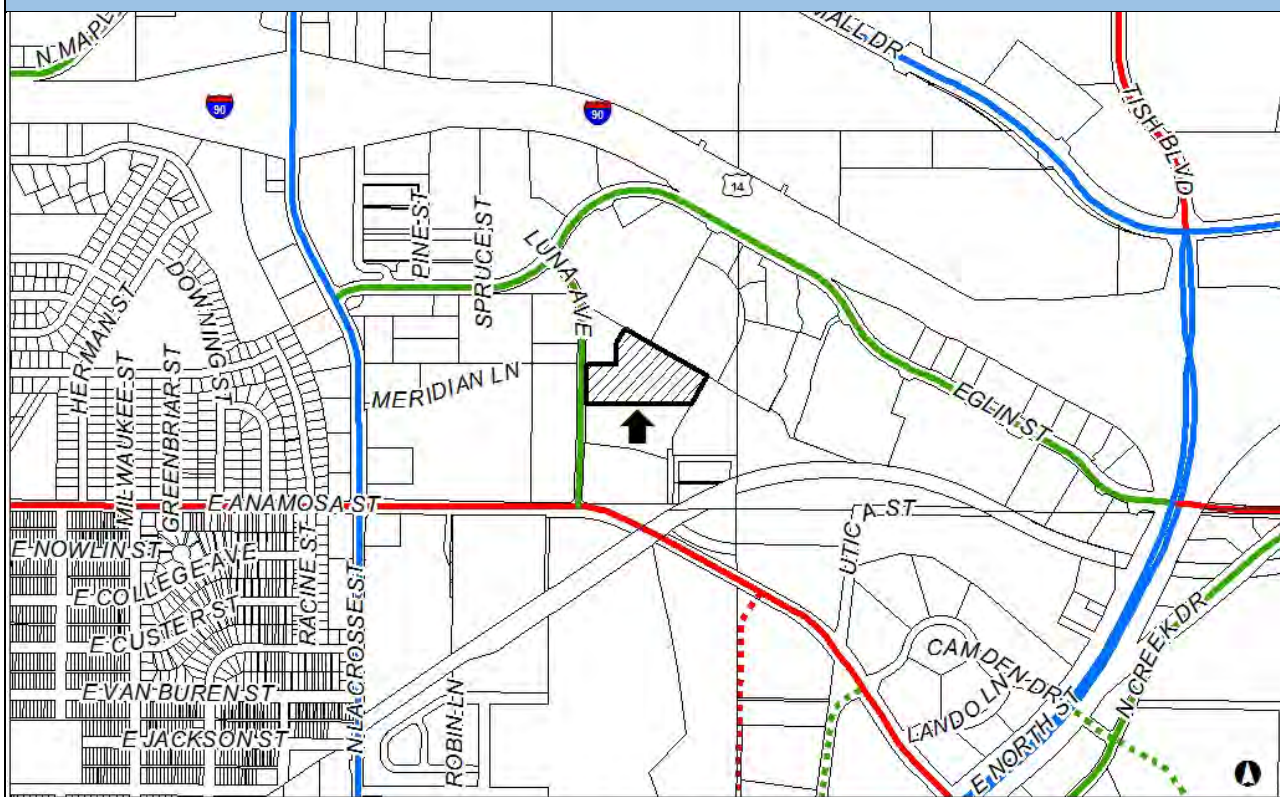 N MAPL
MALL DR
TISH BLVD
90
90
14
PINE ST
SPRUCE ST
LUNA AVE
DOWNING ST
HERMAN ST
MILWAUKEE ST
GREENBRIAR ST
MERIDIAN LN
EGLIN ST
E ANAMOSA ST
UTICA ST
E NOWLIN ST
E COLLEGE AVE
E CUSTER ST
RACINE ST
N LA CROSSE ST
E VAN BUREN ST
E JACKSON ST
ROBIN LN
CAMDEN DR
LANDO LN
E NORTH ST
N CREEK DR